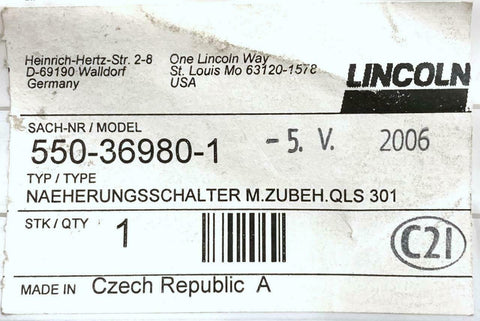 Heinrich-Hertz-Str. 2-8
D-69190 Walldorf
Germany
One Lincoln Way
St. Louis Mo 63120-1578
USA
LINCOLN
SACH-NR / MODEL
550-36980-1
-5. V. 2006
TYP / TYPE
NAEHERUNGSSCHALTER M.ZUBEH.QLS 301
STK / QTY
1
C2I
MADE IN Czech Republic A